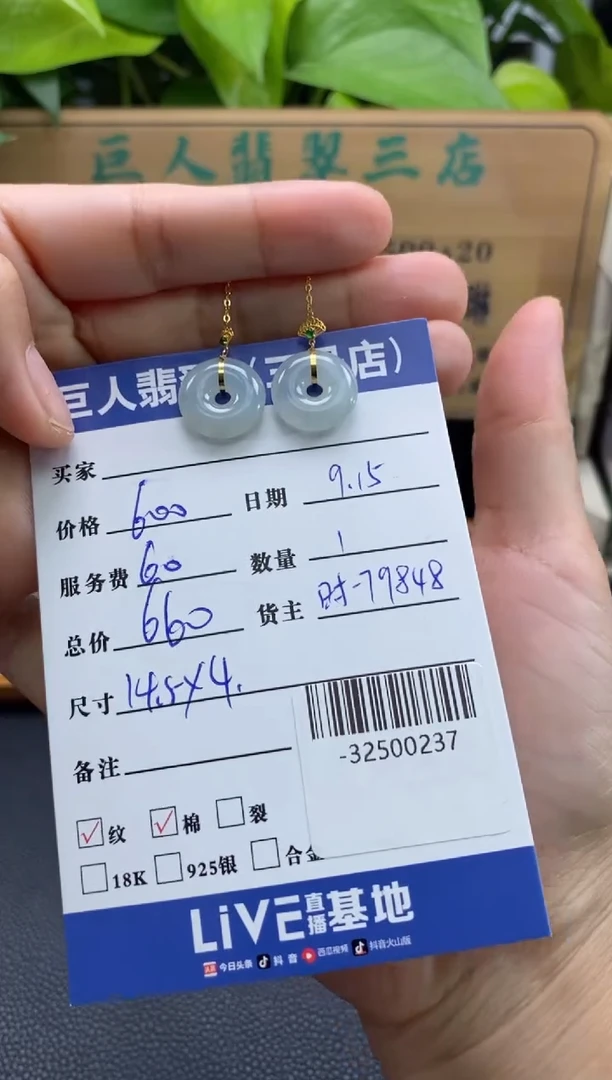 巨人翡翠三店
20
巨人翡 店）
买家
价格 600 日期 9.15
服务费 60 数量 1
总价 660 货主 时-79848
尺寸 14.5X4.
-32500237
备注
纹 棉 裂
18K 925银 合金
LiVE直播基地
今日头条 抖音 西瓜视频 抖音火山版